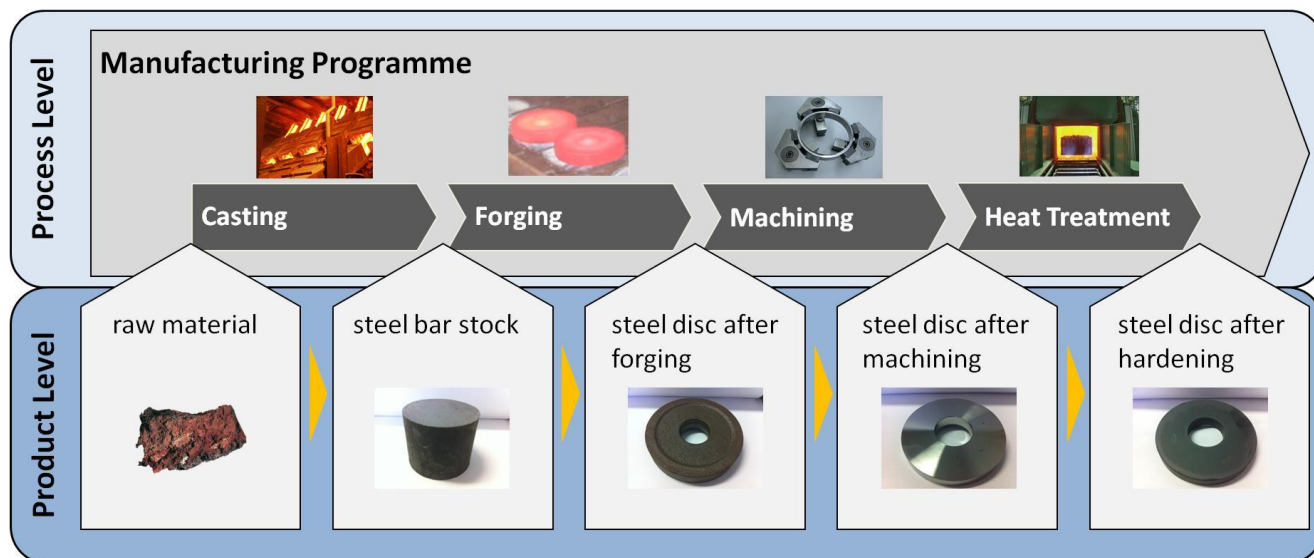 Process Level
Manufacturing Programme
Casting
Forging
Machining
Heat Treatment
Product Level
raw material
steel bar stock
steel disc after
forging
steel disc after
machining
steel disc after
hardening